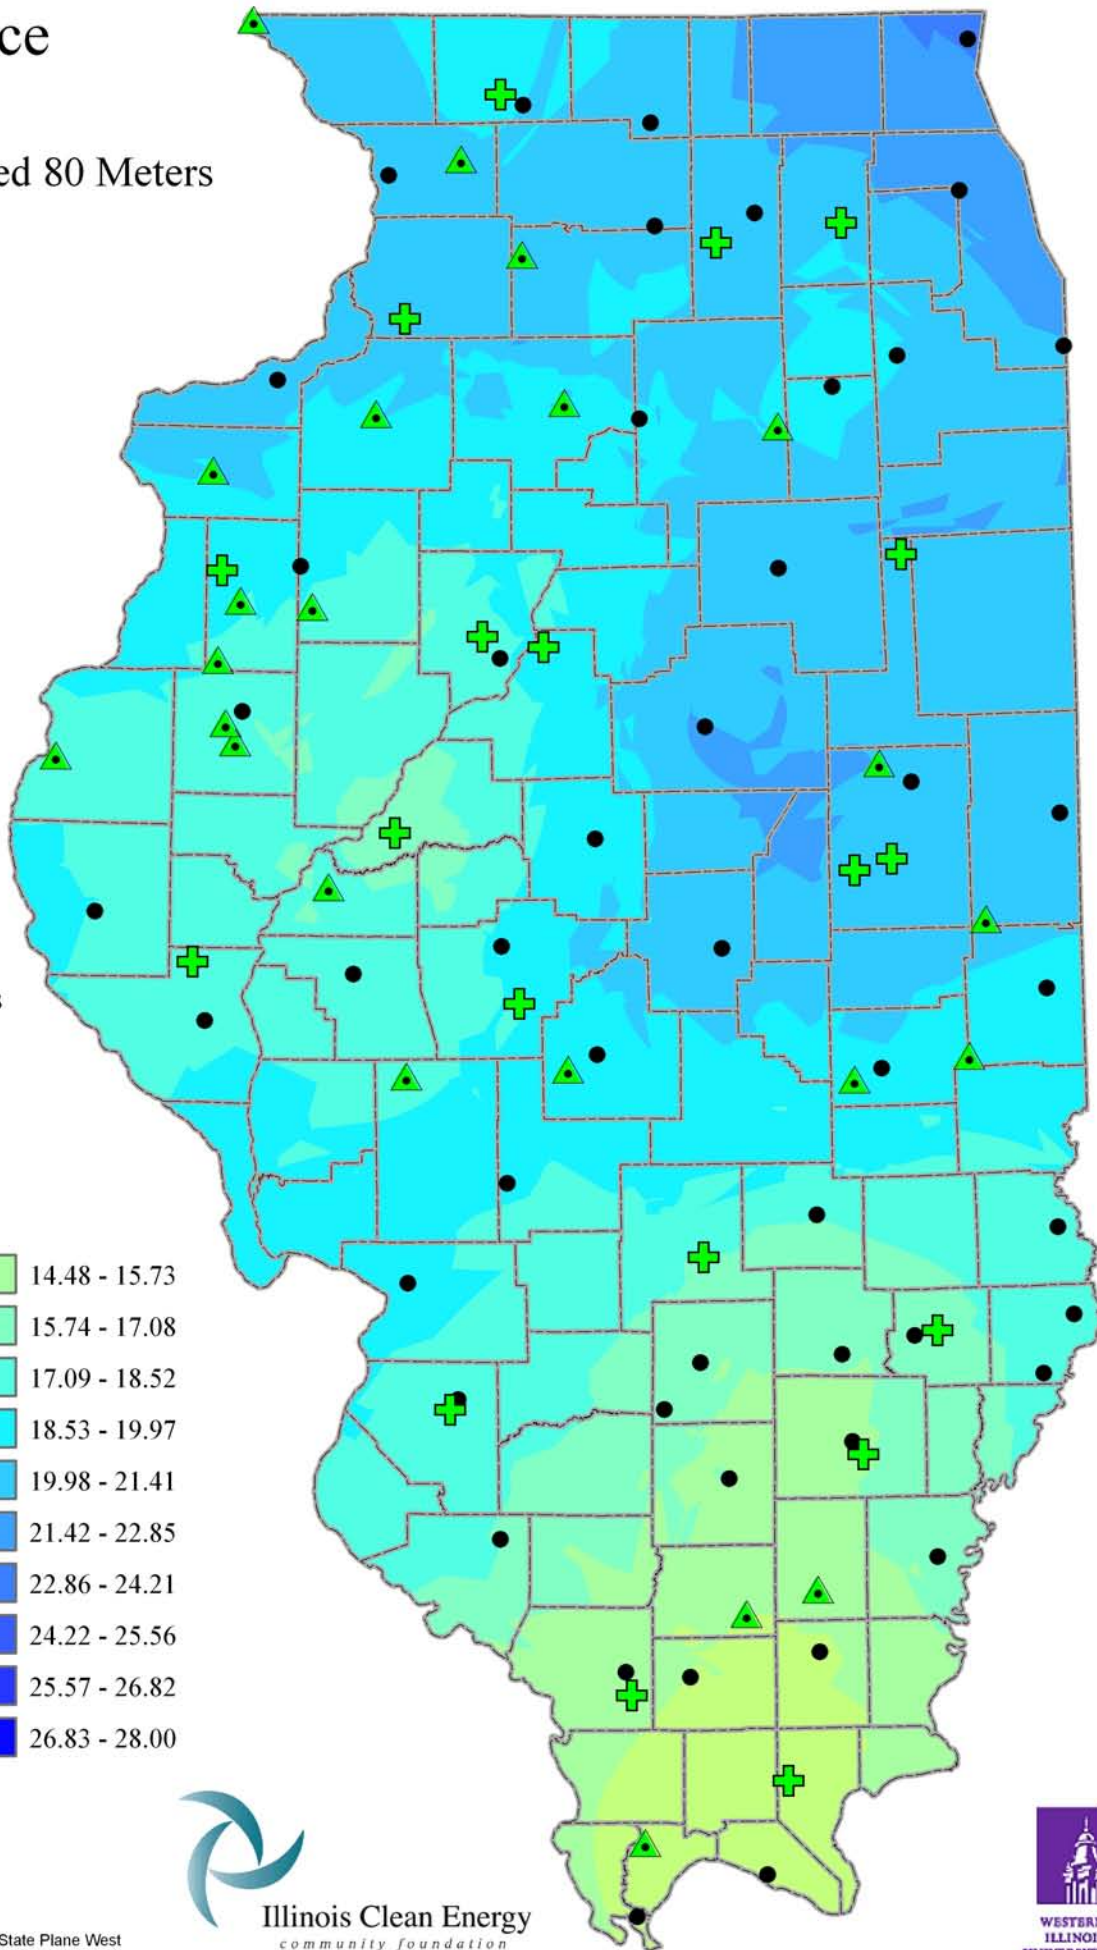 ce
ed 80 Meters
s
14.48 - 15.73
15.74 - 17.08
17.09 - 18.52
18.53 - 19.97
19.98 - 21.41
21.42 - 22.85
22.86 - 24.21
24.22 - 25.56
25.57 - 26.82
26.83 - 28.00
Illinois Clean Energy
community foundation
State Plane West
WESTER
ILLINO